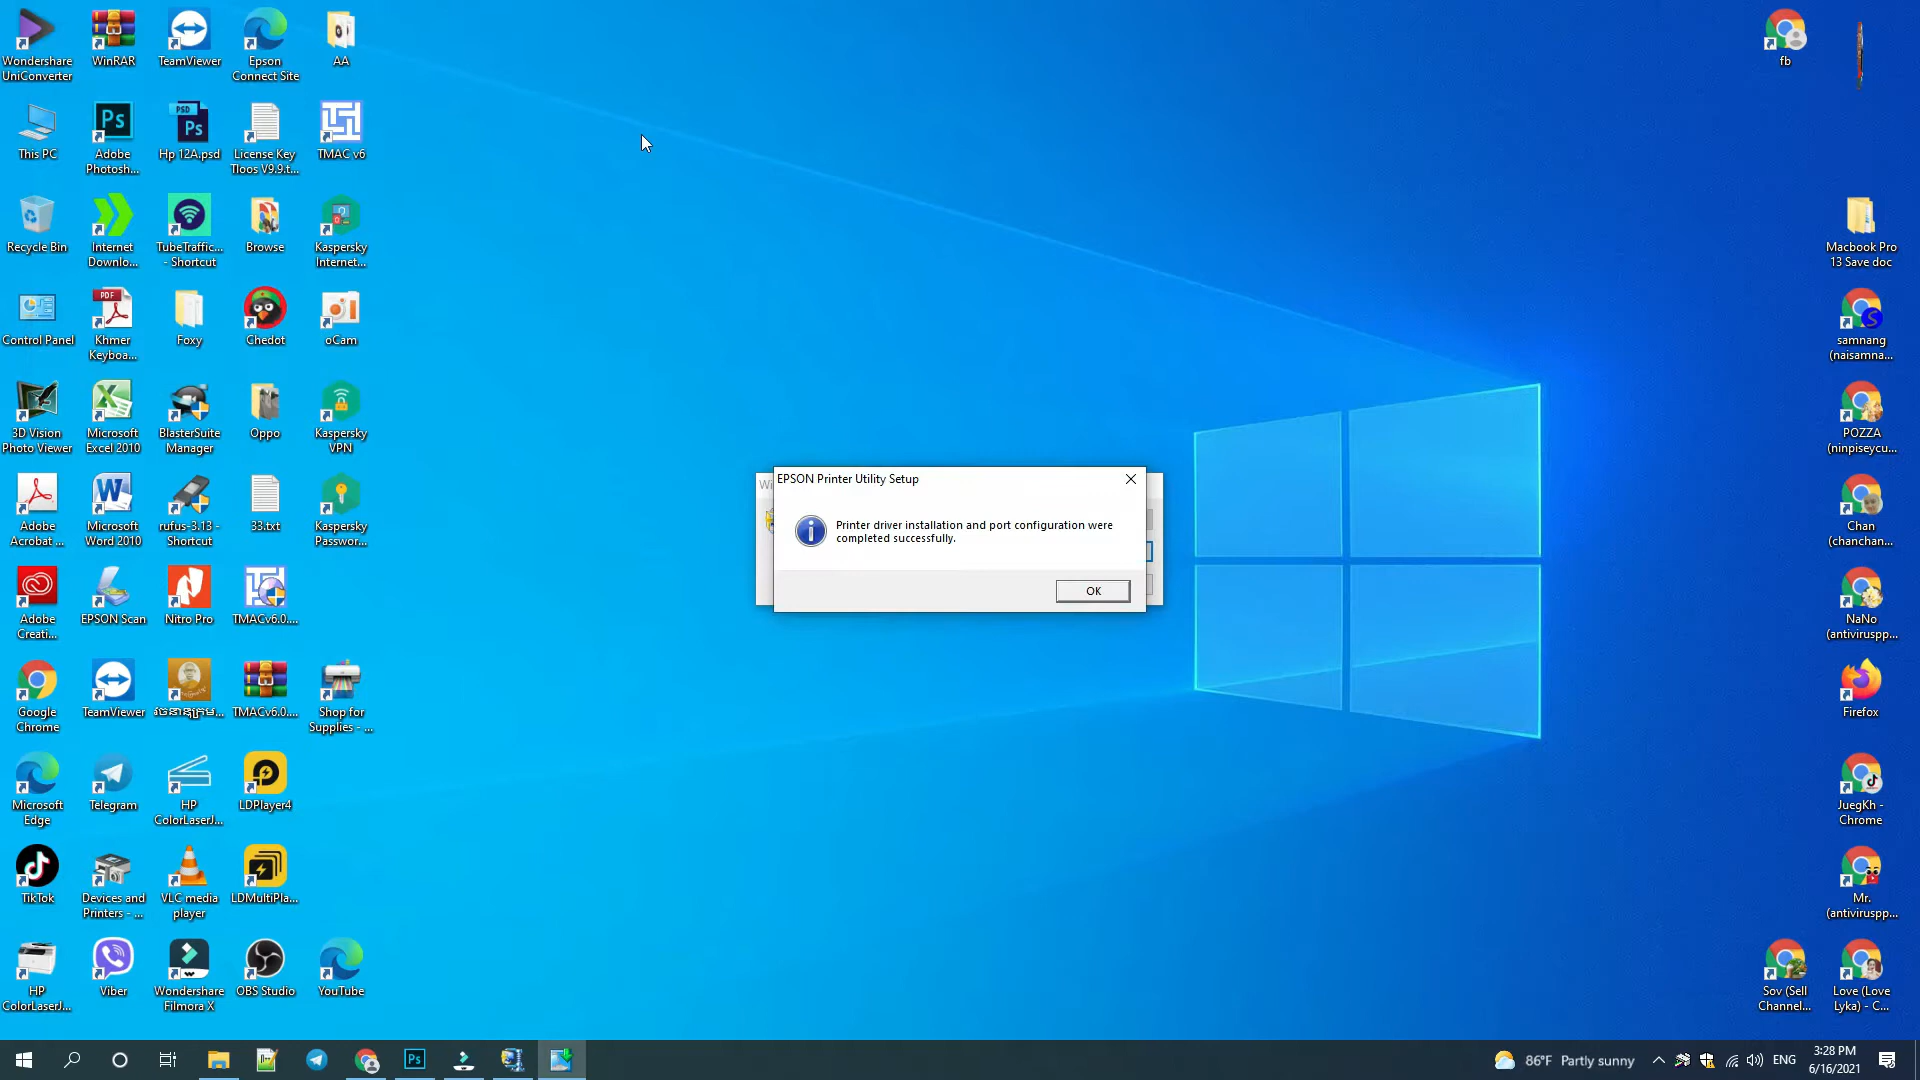 Wondershare
UniConverter
WinRAR
TeamViewer
Epson
Connect Site
AA
This PC
Adobe
Photosh...
PSD
Ps
Hp 12A.psd
License Key
Tloos V9.9.t...
TMAC v6
Recycle Bin
Internet
Downlo...
TubeTraffic...
- Shortcut
Browse
Kaspersky
Internet...
Control Panel
PDF
Khmer
Keyboa...
Foxy
Chedot
oCam
3D Vision
Photo Viewer
Microsoft
Excel 2010
BlasterSuite
Manager
Oppo
Kaspersky
VPN
Adobe
Acrobat ...
Microsoft
Word 2010
rufus-3.13 -
Shortcut
33.txt
Kaspersky
Passwor...
Adobe
Creati...
EPSON Scan
Nitro Pro
TMACv6.0....
Google
Chrome
TeamViewer
TMACv6.0....
Shop for
Supplies - ...
Microsoft
Edge
Telegram
HP
ColorLaserJ...
LDPlayer4
TikTok
Devices and
Printers - ...
VLC media
player
LDMultiPla...
HP
ColorLaserJ...
Viber
Wondershare
Filmora X
OBS Studio
YouTube
EPSON Printer Utility Setup
Printer driver installation and port configuration were
completed successfully.
OK
fb
Macbook Pro
13 Save doc
samnang
(naisamna...
POZZA
(ninpiseycu...
Chan
(chanchan...
NaNo
(antiviruspp...
Firefox
JuegKh -
Chrome
Mr.
(antiviruspp...
Sov (Sell
Channel...
Love (Love
Lyka) - C...
86°F Partly sunny
ENG
3:28 PM
6/16/2021